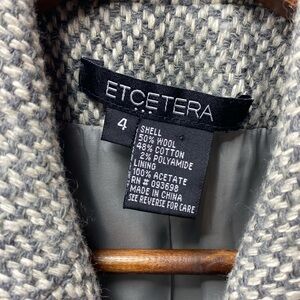 ETCETERA
4
SHELL
50% WOOL
48% COTTON
2% POLYAMIDE
LINING
100% ACETATE
RN # 093698
MADE IN CHINA
SEE REVERSE FOR CARE